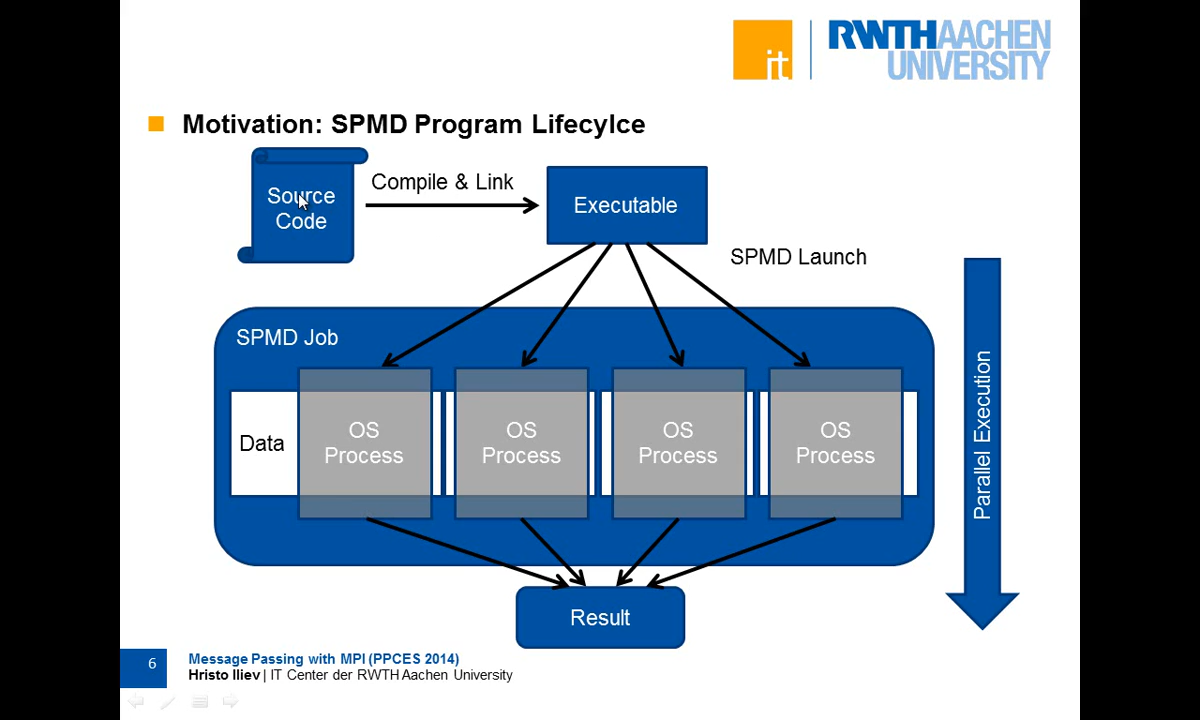 it
RWTHAACHEN
UNIVERSITY
Motivation: SPMD Program Lifecylce
Source
Code
Compile & Link
Executable
SPMD Launch
SPMD Job
Data
OS
Process
OS
Process
OS
Process
OS
Process
Parallel Execution
Result
6
Message Passing with MPI (PPCES 2014)
Hristo Iliev | IT Center der RWTH Aachen University